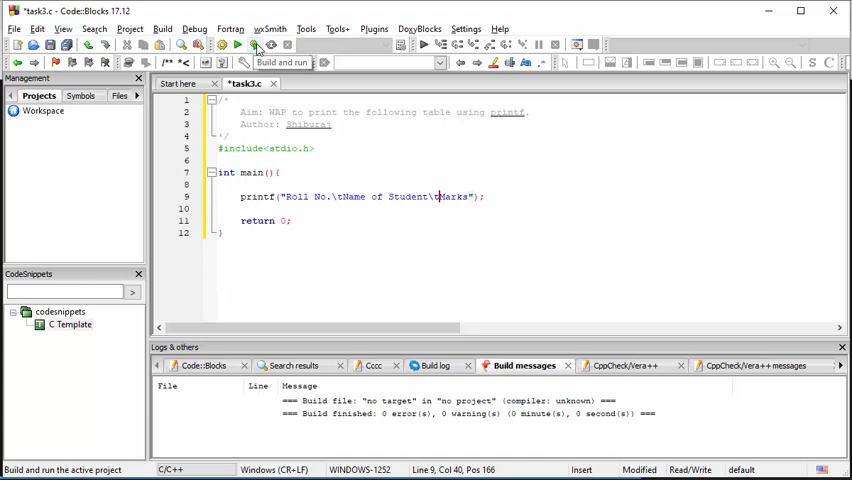 *task3.c - Code::Blocks 17.12
File Edit View Search Project Build Debug Fortran wxSmith Tools Tools+ Plugins DoxyBlocks Settings Help
Build and run
/** *<
Management
Projects Symbols Files
Workspace
CodeSnippets
codesnippets
C Template
Start here *task3.c
1 /*
2 Aim: WAP to print the following table using printf.
3 Author: Shiburaj
4 */
5 #include<stdio.h>
6
7 int main(){
8
9 printf("Roll No.\tName of Student\tMarks");
10
11 return 0;
12 }
Logs & others
Code::Blocks Search results Cccc Build log Build messages CppCheck/Vera++ CppCheck/Vera++ messages
File Line Message
=== Build file: "no target" in "no project" (compiler: unknown) ===
=== Build finished: 0 error(s), 0 warning(s) (0 minute(s), 0 second(s)) ===
Build and run the active project C/C++ Windows (CR+LF) WINDOWS-1252 Line 9, Col 40, Pos 166 Insert Modified Read/Write default